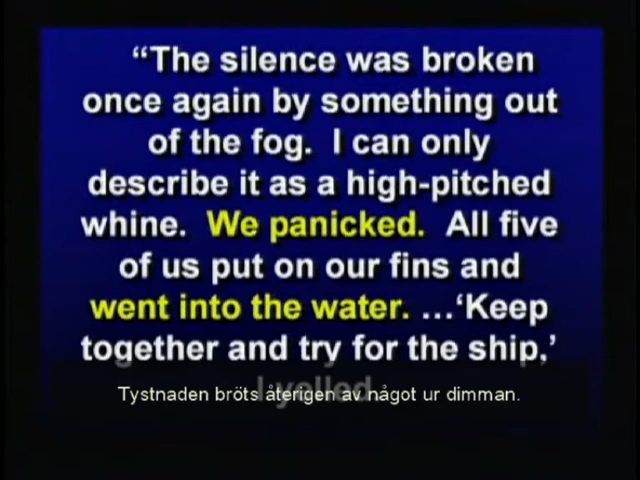 “The silence was broken
once again by something out
of the fog. I can only
describe it as a high-pitched
whine. We panicked. All five
of us put on our fins and
went into the water. …‘Keep
together and try for the ship,’
I yelled.
Tystnaden bröts återigen av något ur dimman.